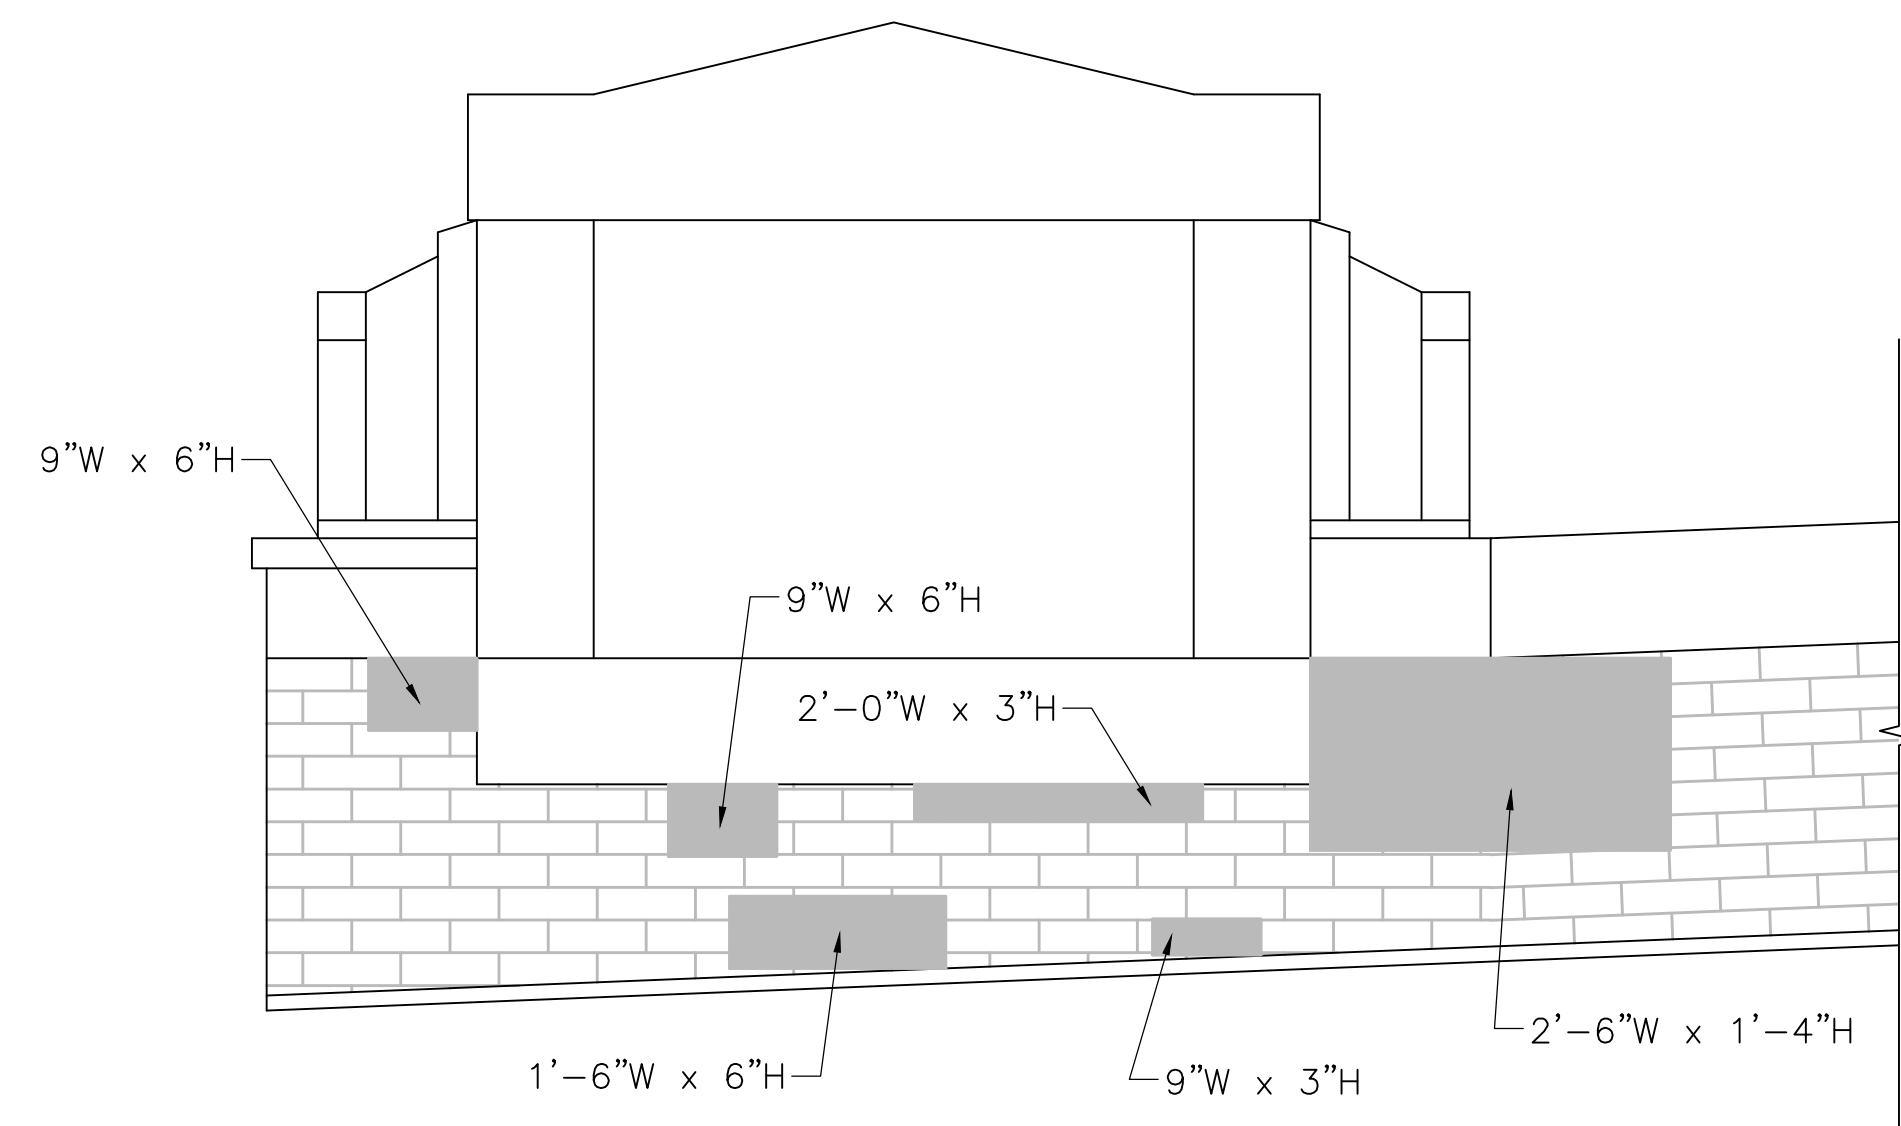 9”W x 6”H
9”W x 6”H
2’-0”W x 3”H
2’-6”W x 1’-4”H
1’-6”W x 6”H
9”W x 3”H